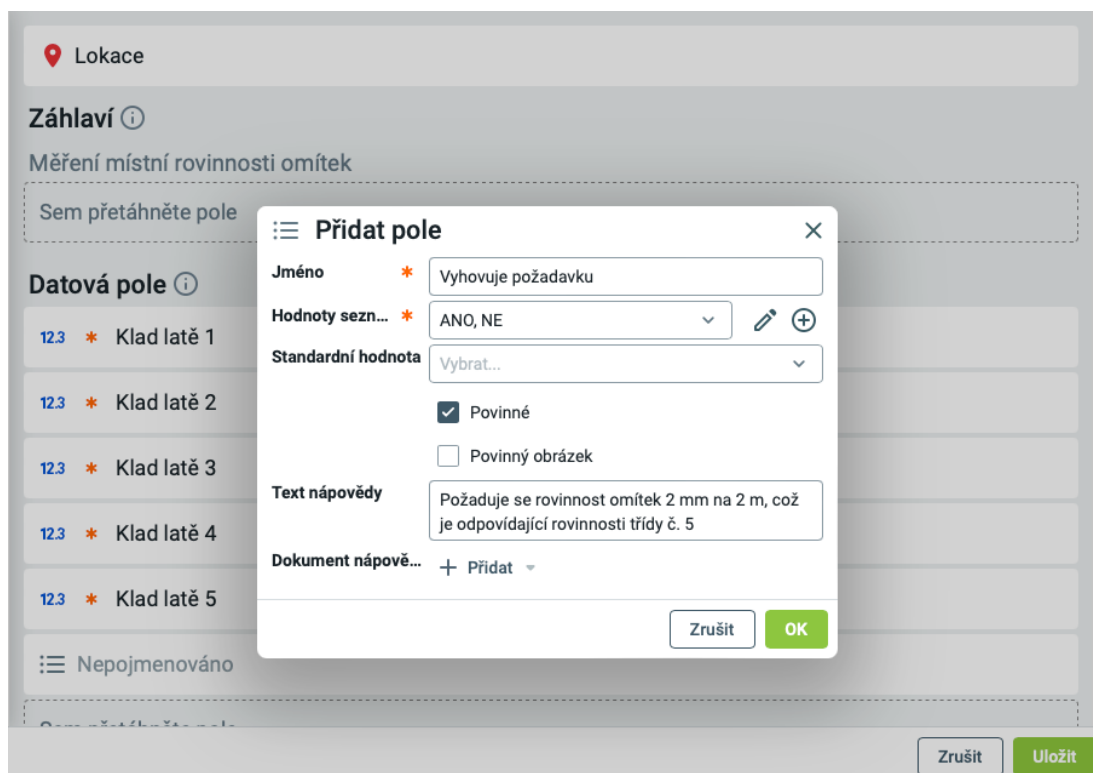 Lokace
Záhlaví
Měření místní rovinnosti omítek
Sem přetáhněte pole
Datová pole
12.3 * Klad latě 1
12.3 * Klad latě 2
12.3 * Klad latě 3
12.3 * Klad latě 4
12.3 * Klad latě 5
Nepojmenováno
Sem přetáhněte pole
Přidat pole
Jméno * Vyhovuje požadavku
Hodnoty sezn... * ANO, NE
Standardní hodnota Vybrat...
Povinné
Povinný obrázek
Text nápovědy
Požaduje se rovinnost omítek 2 mm na 2 m, což
je odpovídající rovinnosti třídy č. 5
Dokument nápově... + Přidat
Zrušit OK
Zrušit Uložit